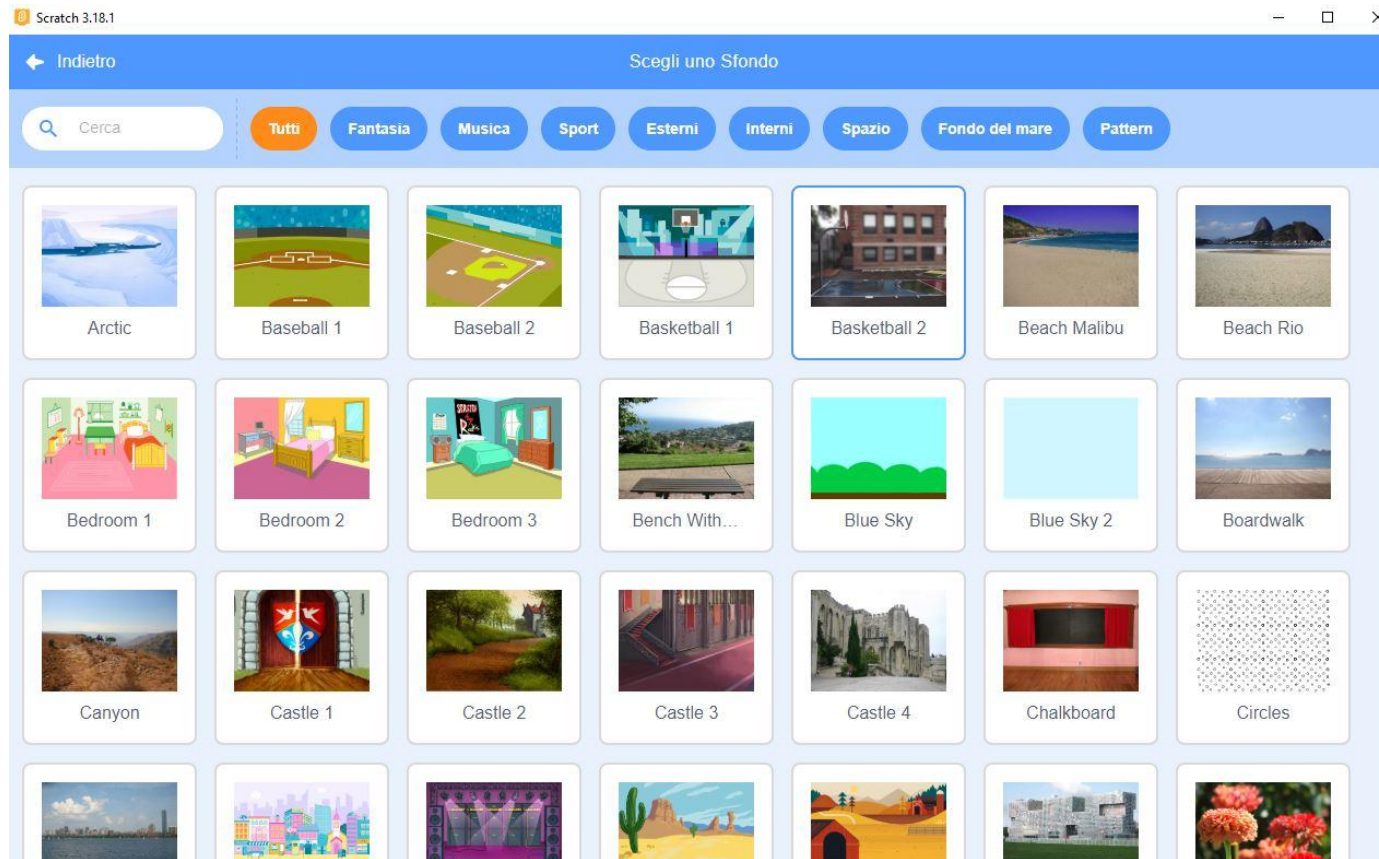 Scratch 3.18.1
Indietro
Scegli uno Sfondo
Cerca
Tutti
Fantasia
Musica
Sport
Esterni
Interni
Spazio
Fondo del mare
Pattern
Arctic
Baseball 1
Baseball 2
Basketball 1
Basketball 2
Beach Malibu
Beach Rio
SCRATCH
Bedroom 1
Bedroom 2
Bedroom 3
Bench With...
Blue Sky
Blue Sky 2
Boardwalk
Canyon
Castle 1
Castle 2
Castle 3
Castle 4
Chalkboard
Circles